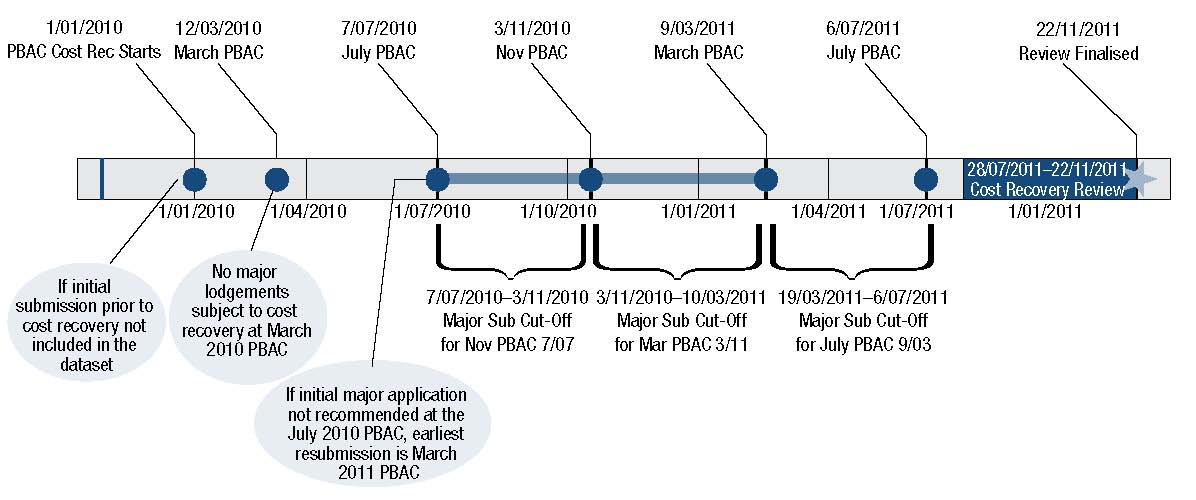 1/01/2010
PBAC Cost Rec Starts
12/03/2010
March PBAC
7/07/2010
July PBAC
3/11/2010
Nov PBAC
9/03/2011
March PBAC
6/07/2011
July PBAC
22/11/2011
Review Finalised
28/07/2011–22/11/2011
Cost Recovery Review
1/01/2010
1/04/2010
1/07/2010
1/10/2010
1/01/2011
1/04/2011
1/07/2011
1/01/2011
If initial
submission prior to
cost recovery not
included in the
dataset
No major
lodgements
subject to cost
recovery at March
2010 PBAC
If initial major application
not recommended at the
July 2010 PBAC, earliest
resubmission is March
2011 PBAC
7/07/2010–3/11/2010
Major Sub Cut-Off
for Nov PBAC 7/07
3/11/2010–10/03/2011
Major Sub Cut-Off
for Mar PBAC 3/11
19/03/2011–6/07/2011
Major Sub Cut-Off
for July PBAC 9/03